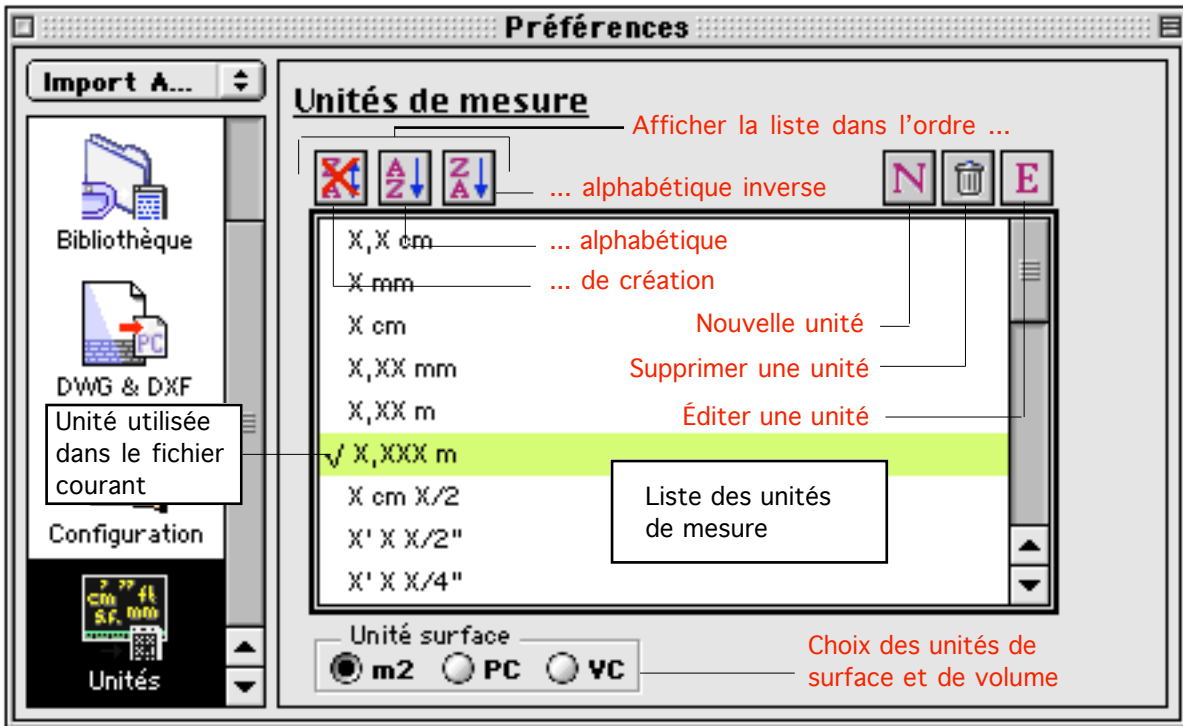 Préférences
Import A...
Unités de mesure
Afficher la liste dans l'ordre ...
Z
A
A
Z
Z
A
... alphabétique inverse
N
E
Bibliothèque
X,X cm
... alphabétique
X mm
... de création
X cm
Nouvelle unité
PC
X,XX mm
Supprimer une unité
DWG & DXF
X,XX m
Éditer une unité
Unité utilisée
dans le fichier
courant
√ X,XXX m
X cm X/2
Liste des unités
de mesure
Configuration
X' X X/2"
X' X X/4"
cm ft
S.F. mm
Unités
Unité surface
m2 PC VC
Choix des unités de
surface et de volume